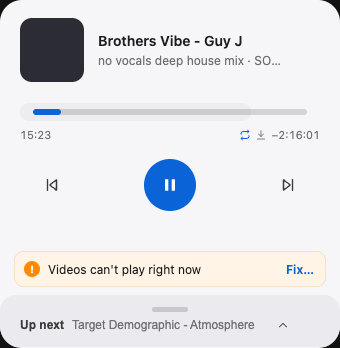 Brothers Vibe - Guy J
no vocals deep house mix · SO…
15:23 −2:16:01
Videos can't play right now Fix...
Up next Target Demographic - Atmosphere